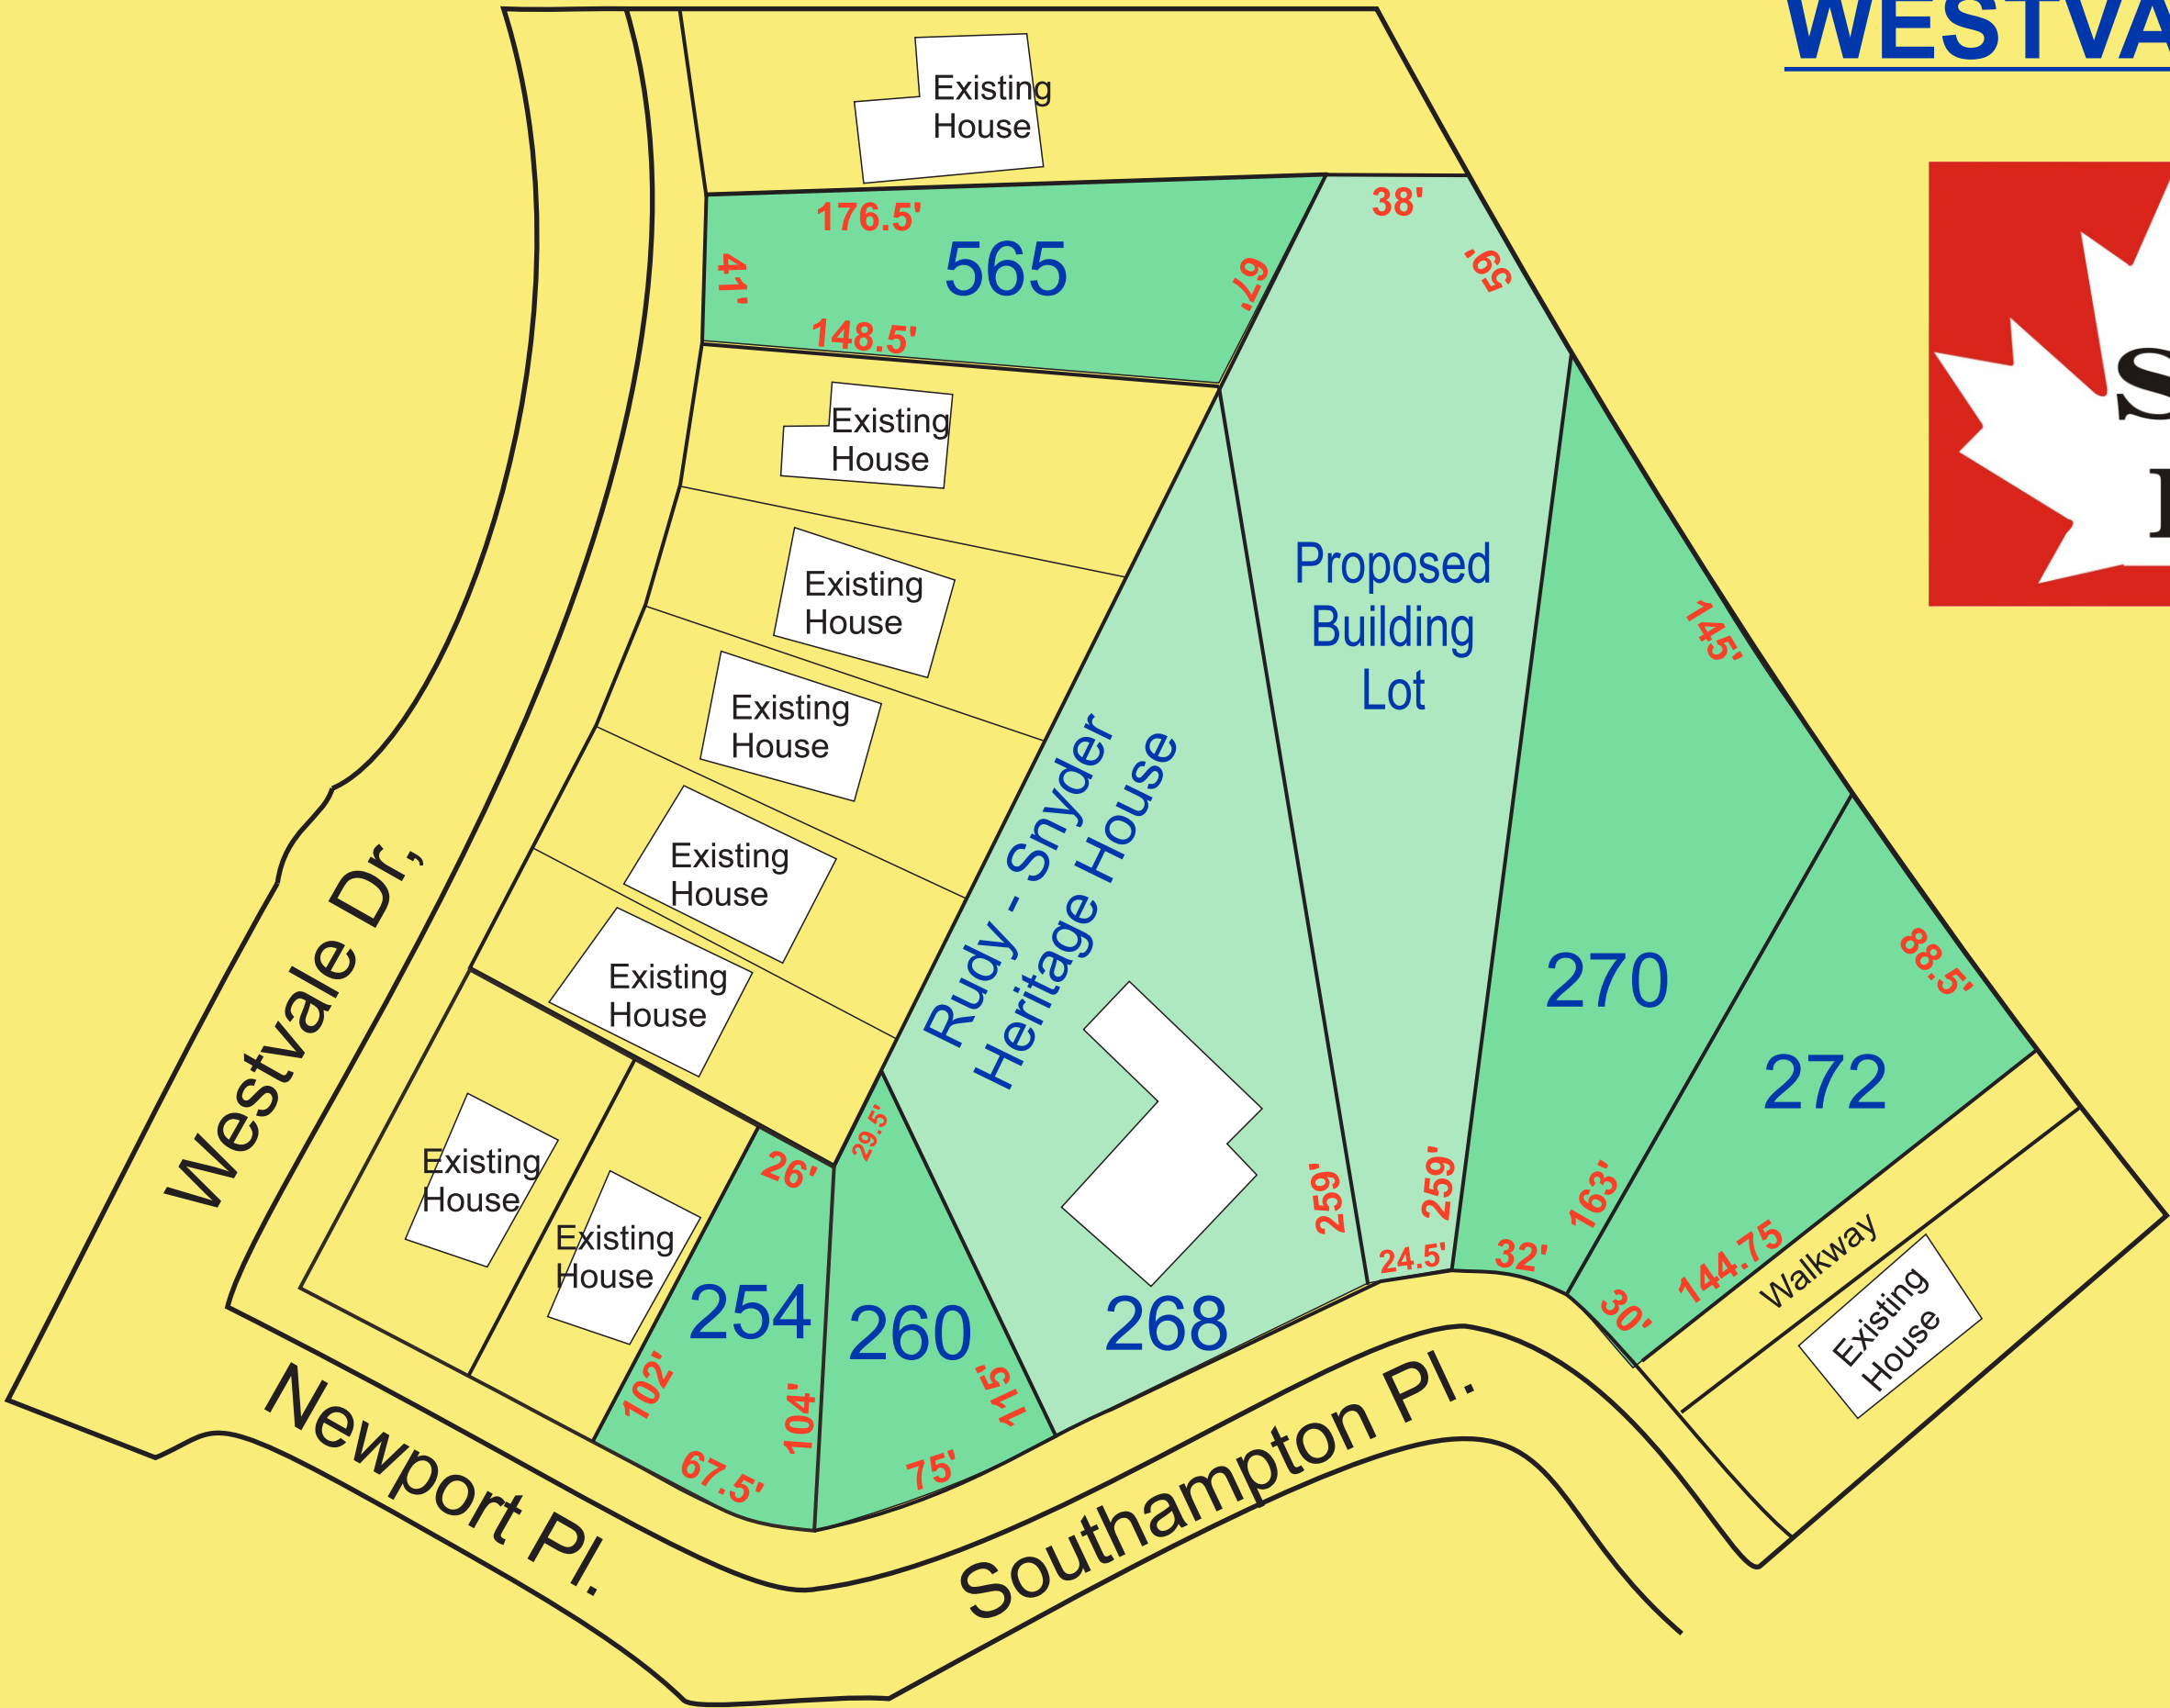 WESTVA
Existing
House
176.5'
38'
565
41'
67'
59'
148.5'
S
Existing
House
Existing
House
Proposed
Building
Lot
145'
Existing
House
Rudy - Snyder
Heritage House
Existing
House
Existing
House
Westvale Dr,
270
88.5'
272
Existing
House
Existing
House
26'
29.5'
259'
259'
163'
24.5'
32'
30'
144.75
Walkway
Existing
House
254
260
268
102'
104'
115'
67.5'
75'
Newport Pl.
Southampton Pl.